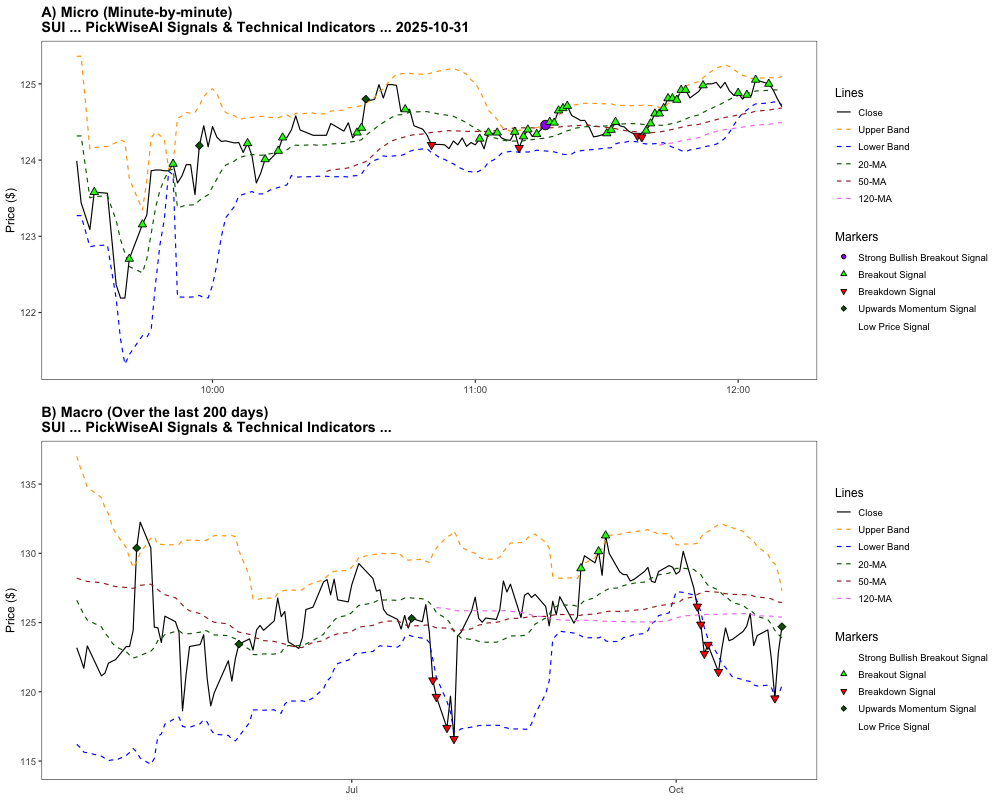 A) Micro (Minute-by-minute)
SUI ... PickWiseAI Signals & Technical Indicators ... 2025-10-31
125
124
123
122
Price ($)
10:00
11:00
12:00
Lines
Close
Upper Band
Lower Band
20-MA
50-MA
120-MA
Markers
Strong Bullish Breakout Signal
Breakout Signal
Breakdown Signal
Upwards Momentum Signal
Low Price Signal
B) Macro (Over the last 200 days)
SUI ... PickWiseAI Signals & Technical Indicators ...
135
130
125
120
115
Price ($)
Jul
Oct
Lines
Close
Upper Band
Lower Band
20-MA
50-MA
120-MA
Markers
Strong Bullish Breakout Signal
Breakout Signal
Breakdown Signal
Upwards Momentum Signal
Low Price Signal